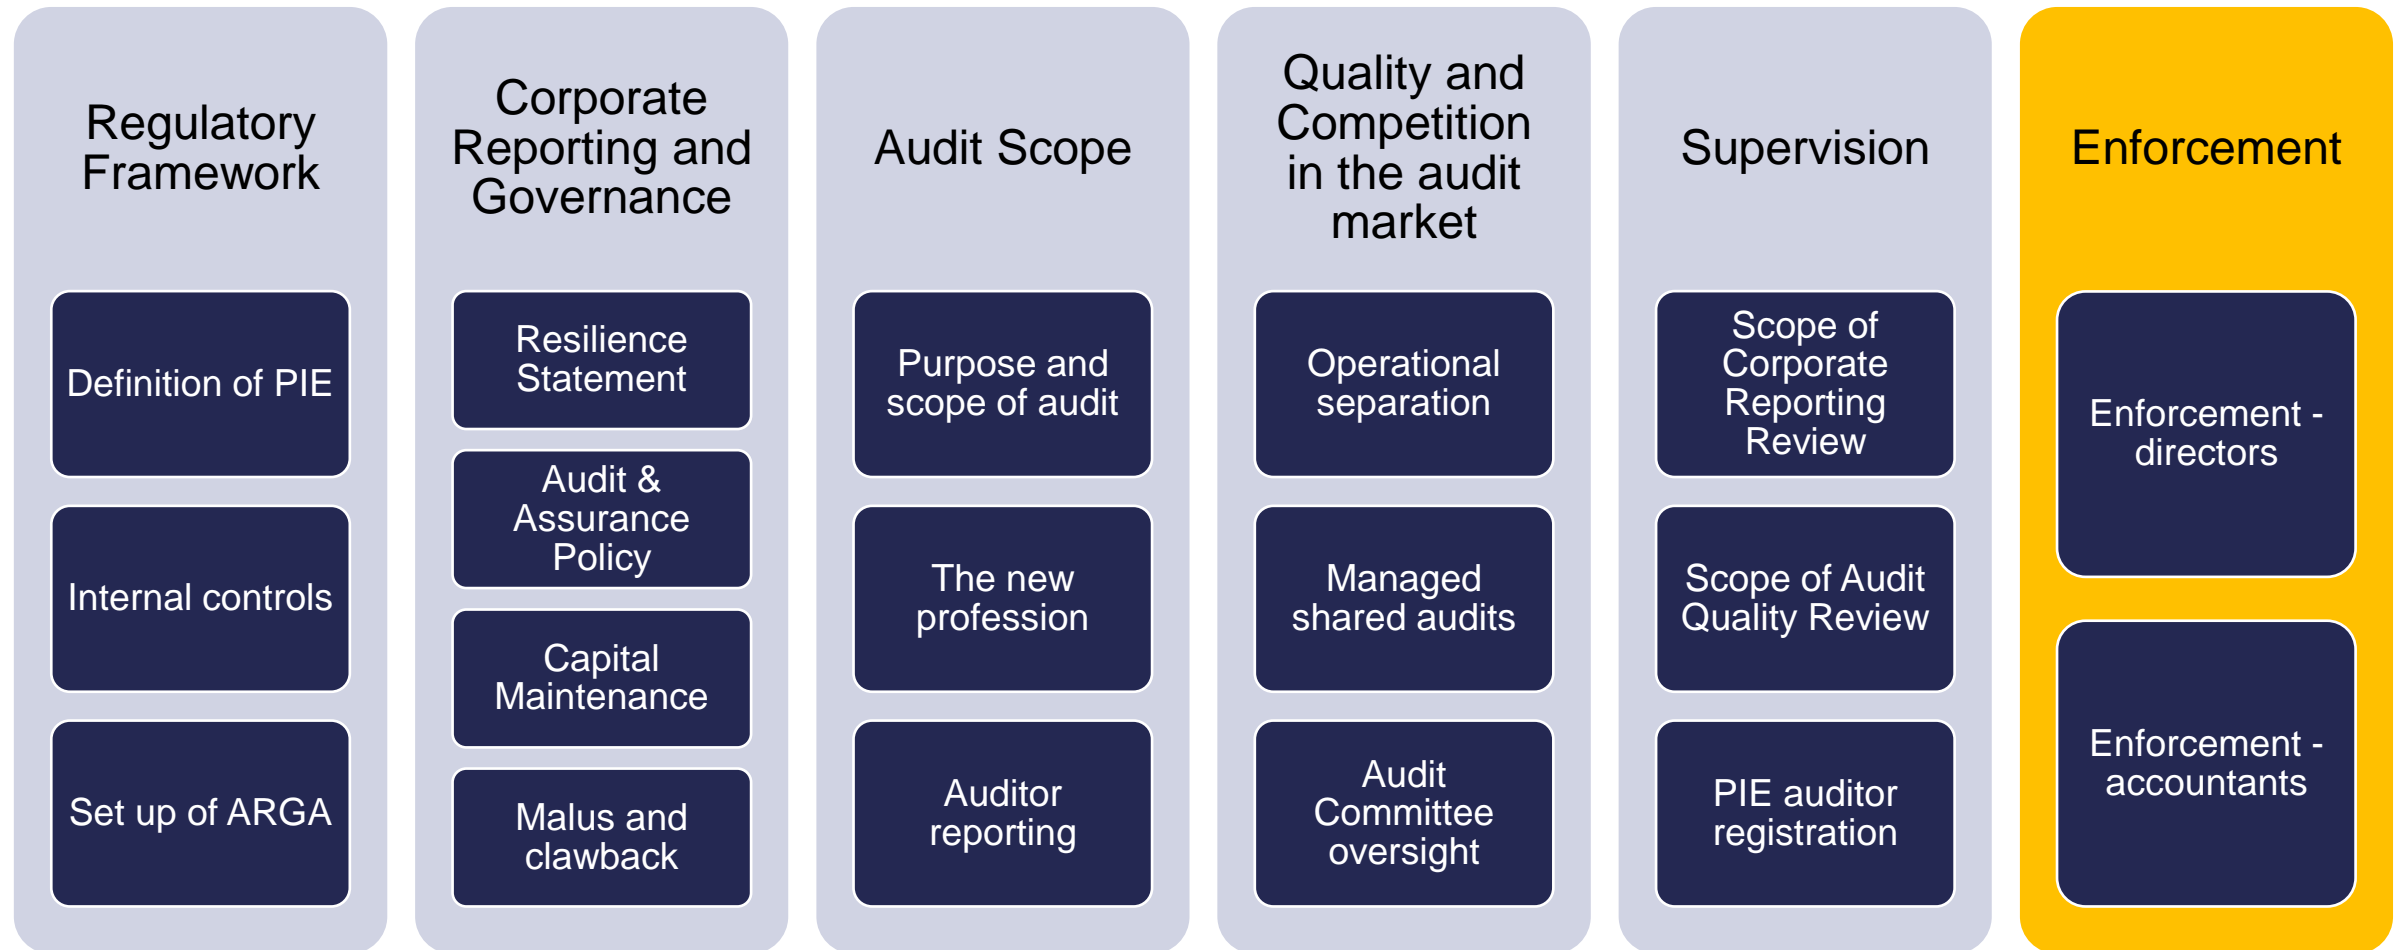 Regulatory
Framework
Definition of PIE
Internal controls
Set up of ARGA
Corporate
Reporting and
Governance
Resilience
Statement
Audit &
Assurance
Policy
Capital
Maintenance
Malus and
clawback
Audit Scope
Purpose and
scope of audit
The new
profession
Auditor
reporting
Quality and
Competition
in the audit
market
Operational
separation
Managed
shared audits
Audit
Committee
oversight
Supervision
Scope of
Corporate
Reporting
Review
Scope of Audit
Quality Review
PIE auditor
registration
Enforcement
Enforcement -
directors
Enforcement -
accountants